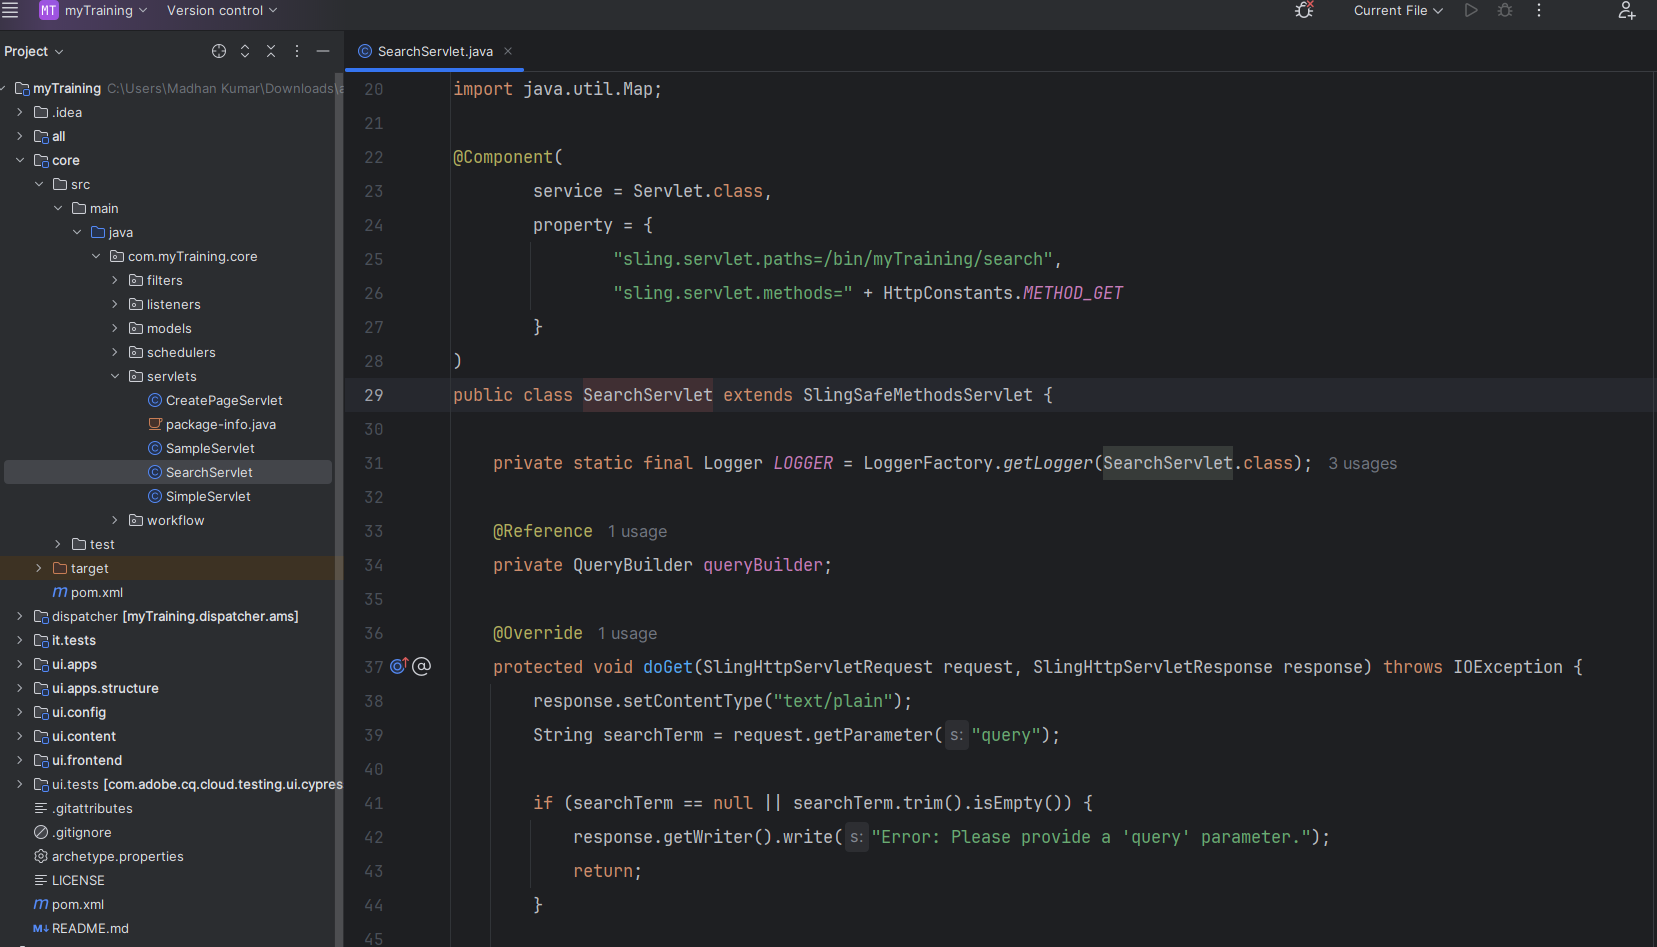 MT myTraining Version control Current File
Project
SearchServlet.java
myTraining C:\Users\Madhan Kumar\Downloads\a
.idea
all
core
src
main
java
com.myTraining.core
filters
listeners
models
schedulers
servlets
CreatePageServlet
package-info.java
SampleServlet
SearchServlet
SimpleServlet
workflow
test
target
pom.xml
dispatcher [myTraining.dispatcher.ams]
it.tests
ui.apps
ui.apps.structure
ui.config
ui.content
ui.frontend
ui.tests [com.adobe.cq.cloud.testing.ui.cypres
.gitattributes
.gitignore
archetype.properties
LICENSE
pom.xml
README.md
20 import java.util.Map;
21
22 @Component(
23 service = Servlet.class,
24 property = {
25 "sling.servlet.paths=/bin/myTraining/search",
26 "sling.servlet.methods=" + HttpConstants.METHOD_GET
27 }
28 )
29 public class SearchServlet extends SlingSafeMethodsServlet {
30
31 private static final Logger LOGGER = LoggerFactory.getLogger(SearchServlet.class); 3 usages
32
33 @Reference 1 usage
34 private QueryBuilder queryBuilder;
35
36 @Override 1 usage
37 protected void doGet(SlingHttpServletRequest request, SlingHttpServletResponse response) throws IOException {
38 response.setContentType("text/plain");
39 String searchTerm = request.getParameter( s: "query");
40
41 if (searchTerm == null || searchTerm.trim().isEmpty()) {
42 response.getWriter().write( s: "Error: Please provide a 'query' parameter.");
43 return;
44 }
45